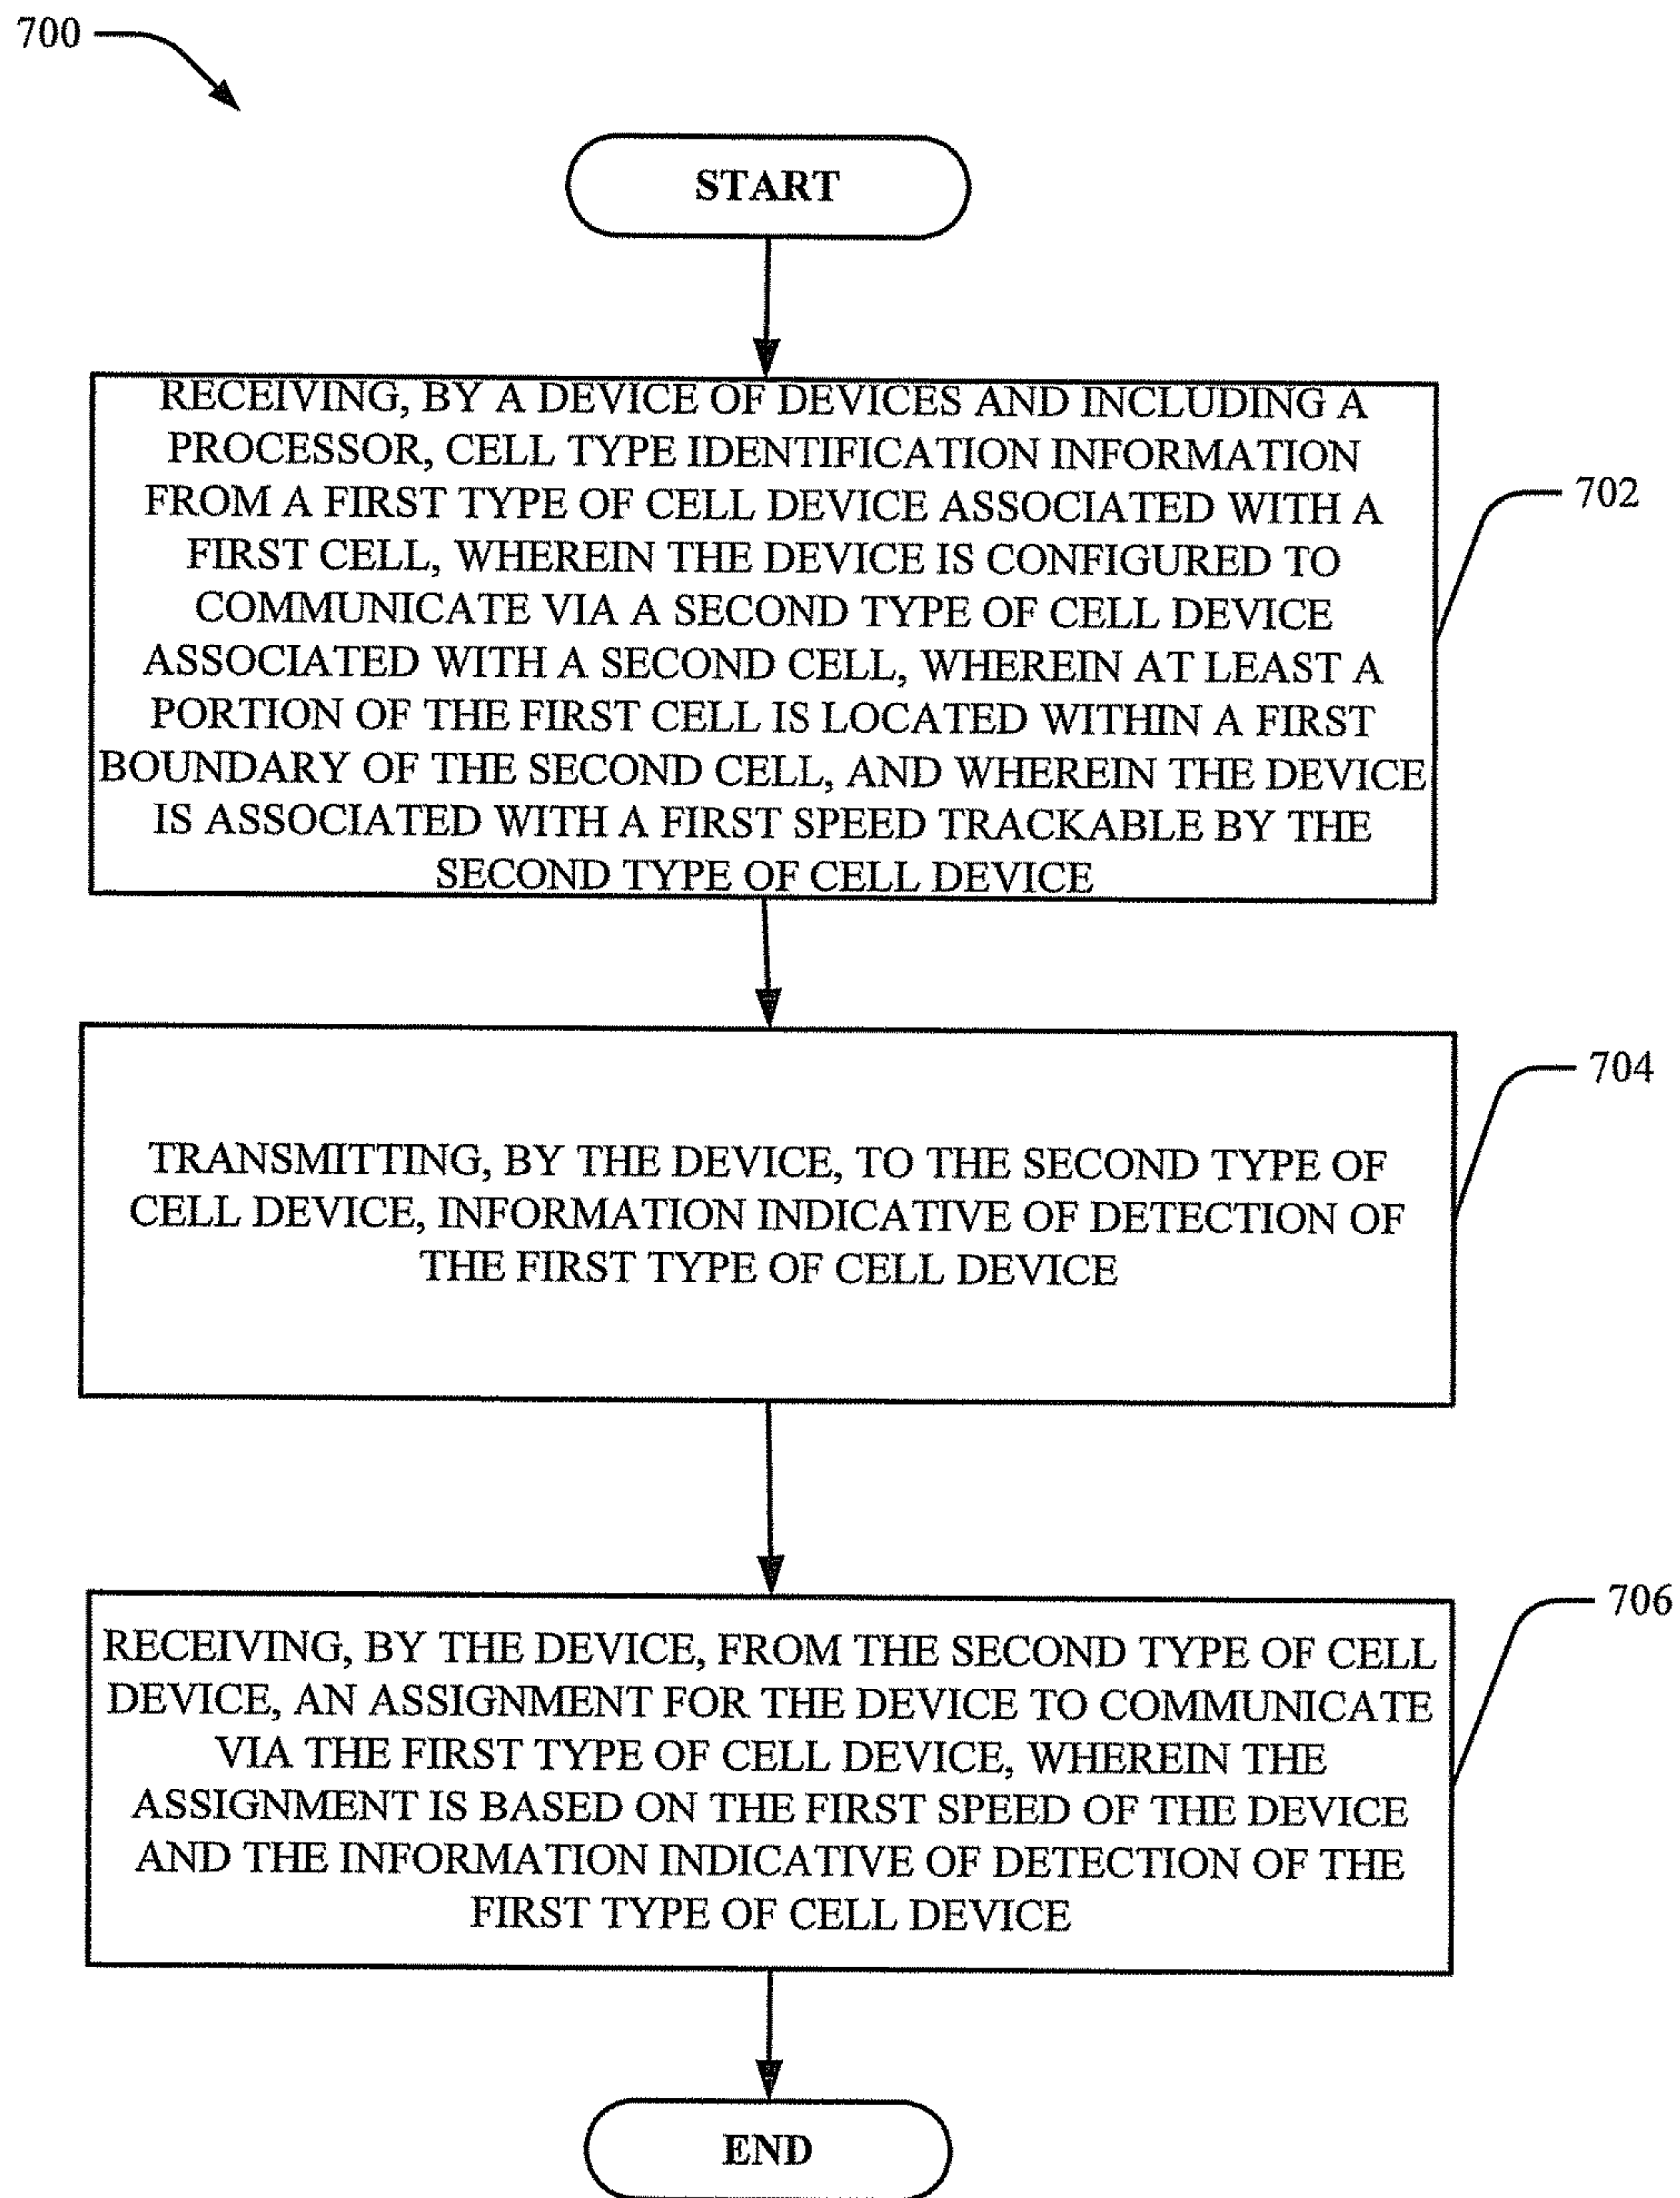 700
START
RECEIVING, BY A DEVICE OF DEVICES AND INCLUDING A
PROCESSOR, CELL TYPE IDENTIFICATION INFORMATION
FROM A FIRST TYPE OF CELL DEVICE ASSOCIATED WITH A
FIRST CELL, WHEREIN THE DEVICE IS CONFIGURED TO
COMMUNICATE VIA A SECOND TYPE OF CELL DEVICE
ASSOCIATED WITH A SECOND CELL, WHEREIN AT LEAST A
PORTION OF THE FIRST CELL IS LOCATED WITHIN A FIRST
BOUNDARY OF THE SECOND CELL, AND WHEREIN THE DEVICE
IS ASSOCIATED WITH A FIRST SPEED TRACKABLE BY THE
SECOND TYPE OF CELL DEVICE
702
TRANSMITTING, BY THE DEVICE, TO THE SECOND TYPE OF
CELL DEVICE, INFORMATION INDICATIVE OF DETECTION OF
THE FIRST TYPE OF CELL DEVICE
704
RECEIVING, BY THE DEVICE, FROM THE SECOND TYPE OF CELL
DEVICE, AN ASSIGNMENT FOR THE DEVICE TO COMMUNICATE
VIA THE FIRST TYPE OF CELL DEVICE, WHEREIN THE
ASSIGNMENT IS BASED ON THE FIRST SPEED OF THE DEVICE
AND THE INFORMATION INDICATIVE OF DETECTION OF THE
FIRST TYPE OF CELL DEVICE
706
END